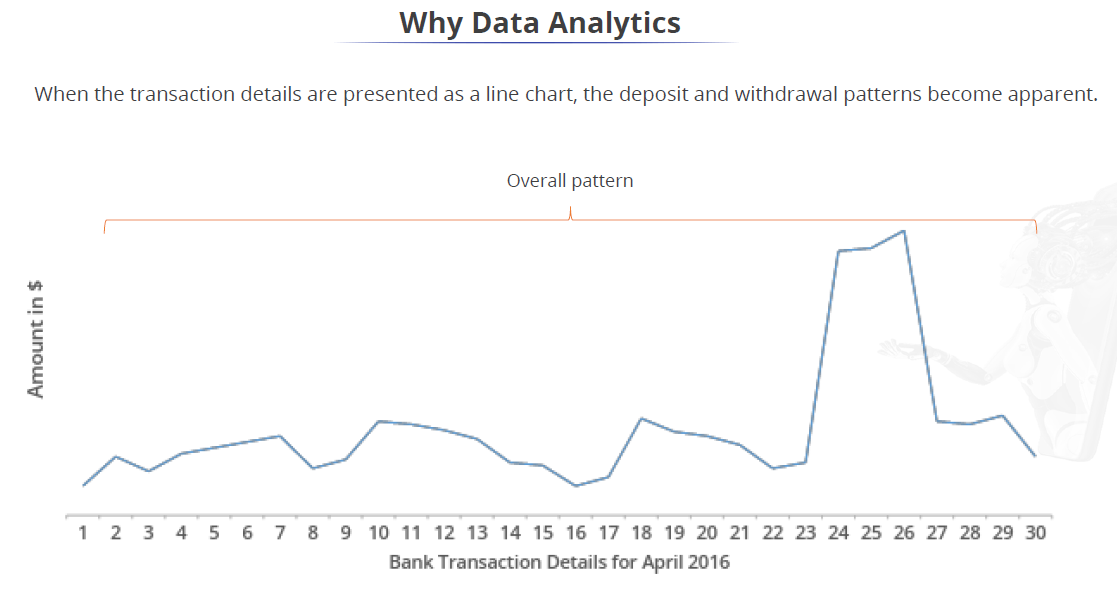 Why Data Analytics
When the transaction details are presented as a line chart, the deposit and withdrawal patterns become apparent.
Overall pattern
Amount in $
1 2 3 4 5 6 7 8 9 10 11 12 13 14 15 16 17 18 19 20 21 22 23 24 25 26 27 28 29 30
Bank Transaction Details for April 2016